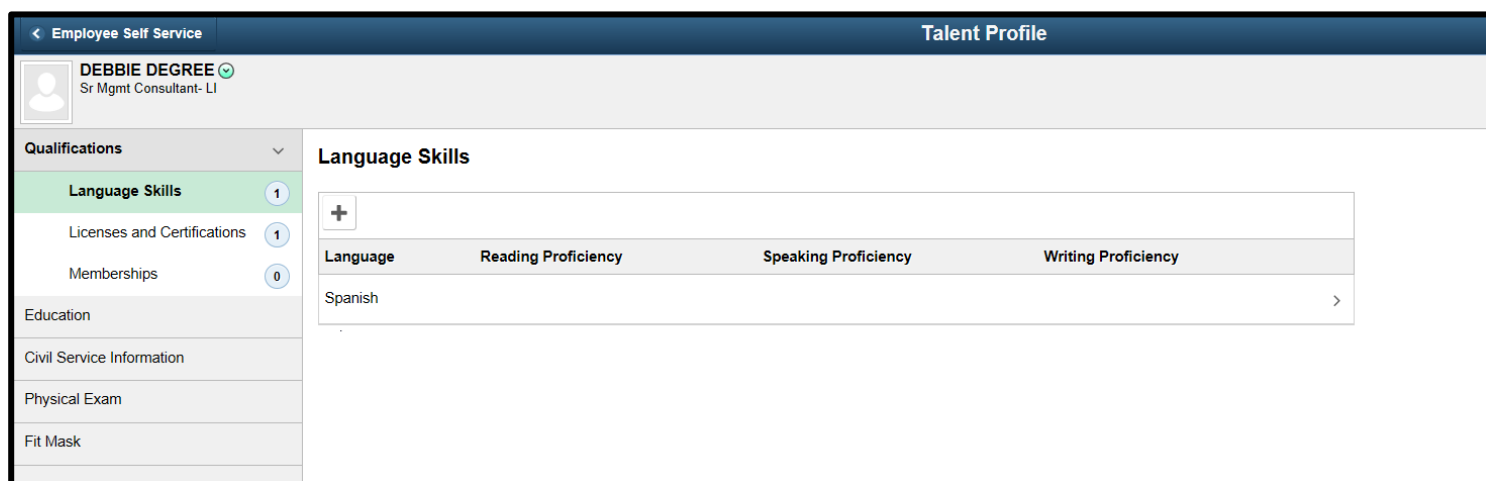 Employee Self Service
Talent Profile
DEBBIE DEGREE
Sr Mgmt Consultant- LI
Qualifications
Language Skills 1
Licenses and Certifications 1
Memberships 0
Education
Civil Service Information
Physical Exam
Fit Mask
Language Skills
+
Language Reading Proficiency Speaking Proficiency Writing Proficiency
Spanish